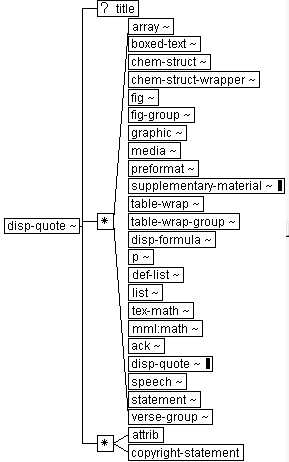 ? title
array ~
boxed-text ~
chem-struct ~
chem-struct-wrapper ~
fig ~
fig-group ~
graphic ~
media ~
preformat ~
supplementary-material ~
table-wrap ~
disp-quote ~
*
table-wrap-group ~
disp-formula ~
p ~
def-list ~
list ~
tex-math ~
mml:math ~
ack ~
disp-quote ~
speech ~
statement ~
verse-group ~
*
attrib
copyright-statement